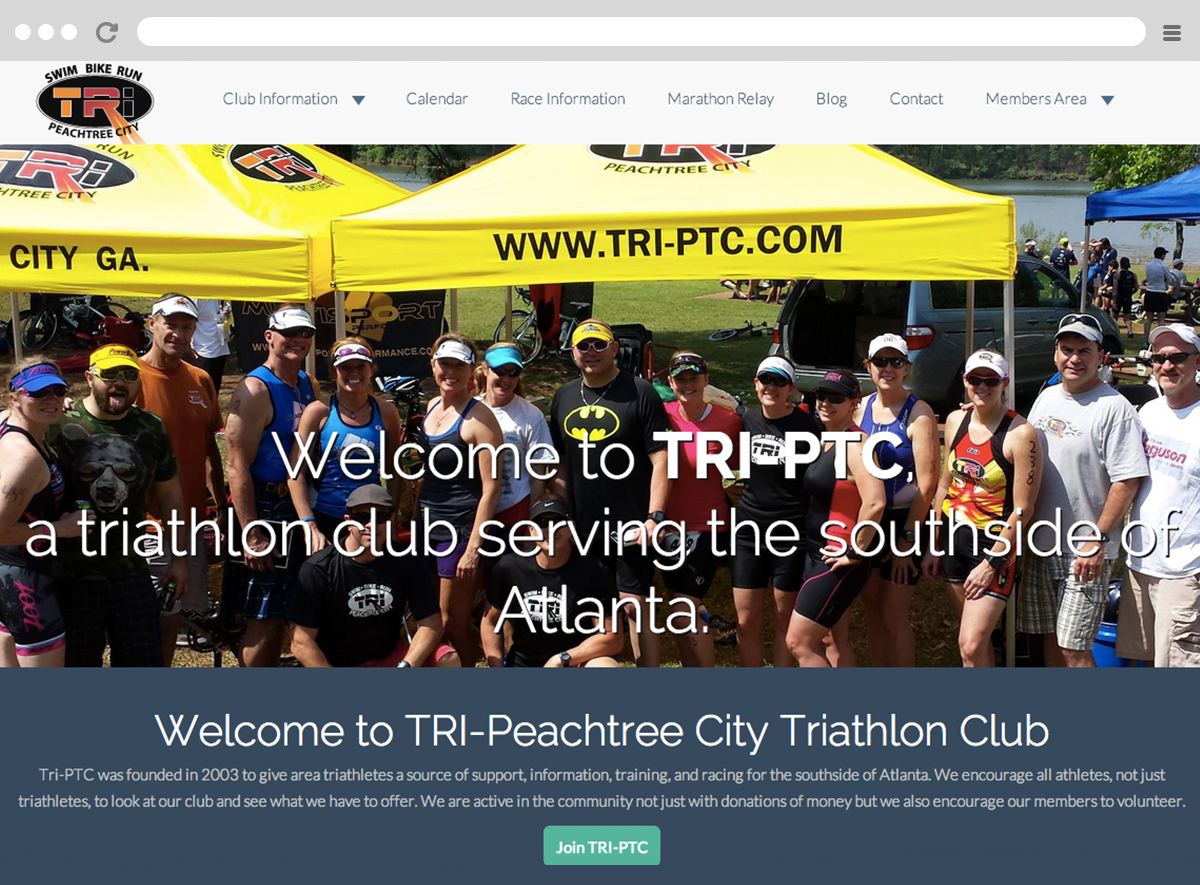 SWIM BIKE RUN
TRi
PEACHTREE CITY
Club Information
Calendar
Race Information
Marathon Relay
Blog
Contact
Members Area
RUN
TRi
PEACHTREE CITY
HTREE CITY
CITY GA.
WWW.TRI-PTC.COM
Welcome to TRI-PTC,
a triathlon club serving the southside of
Atlanta.
Welcome to TRI-Peachtree City Triathlon Club
Tri-PTC was founded in 2003 to give area triathletes a source of support, information, training, and racing for the southside of Atlanta. We encourage all athletes, not just
triathletes, to look at our club and see what we have to offer. We are active in the community not just with donations of money but we also encourage our members to volunteer.
Join TRI-PTC